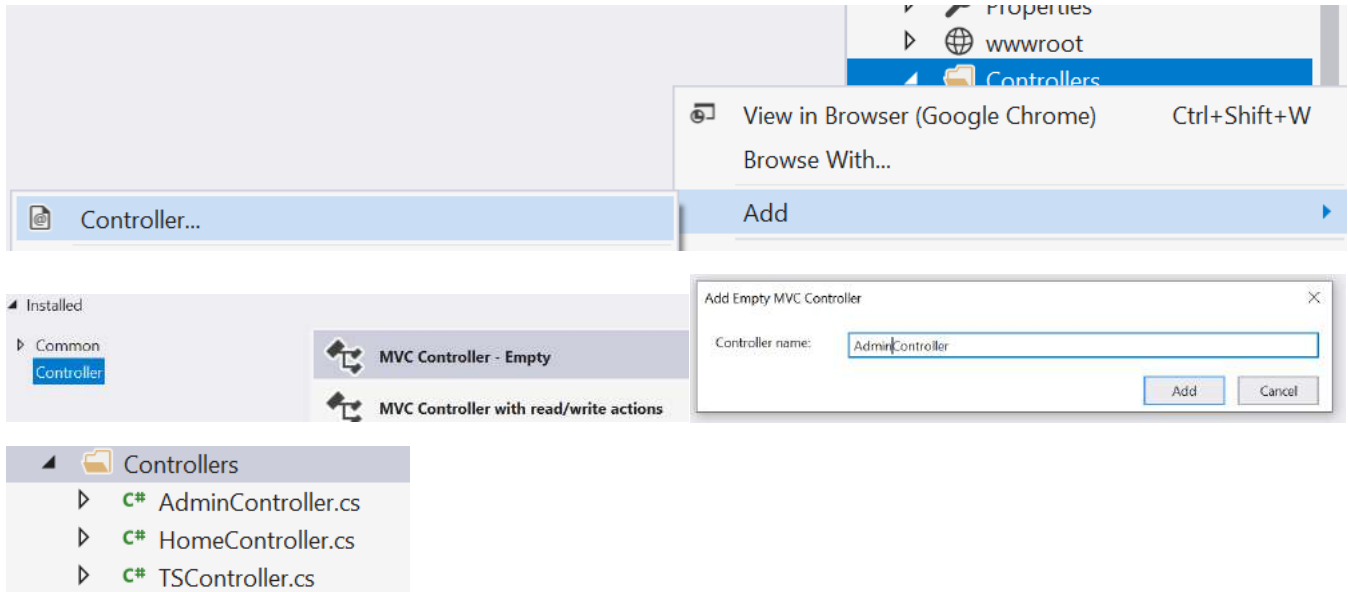 Properties
wwwroot
Controllers
View in Browser (Google Chrome) Ctrl+Shift+W
Browse With...
Controller... Add
Installed
Common
Controller
MVC Controller - Empty
MVC Controller with read/write actions
Add Empty MVC Controller
Controller name: AdminController
Add Cancel
Controllers
C# AdminController.cs
C# HomeController.cs
C# TSController.cs